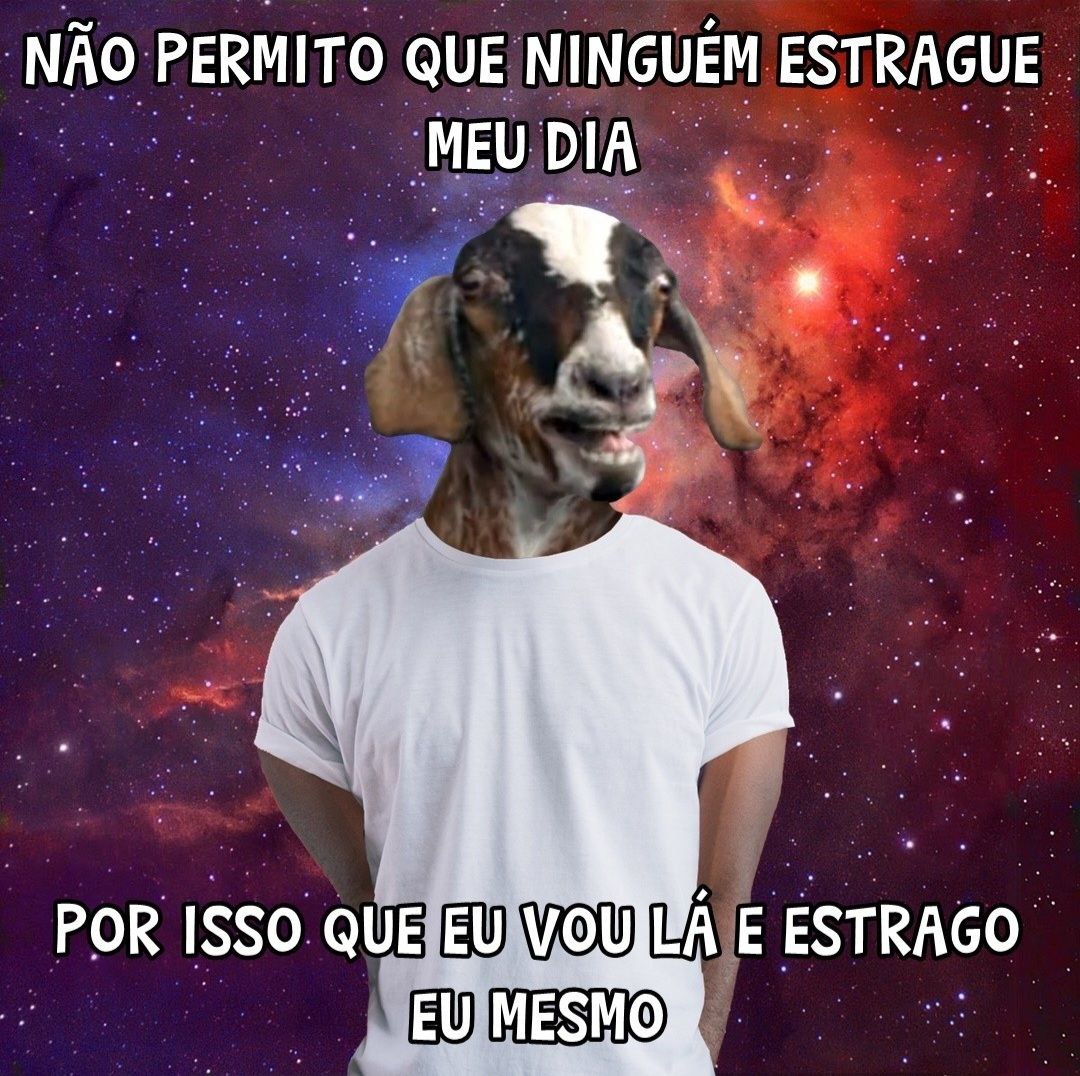 NÃO PERMITO QUE NINGUÉM ESTRAGUE
MEU DIA
POR ISSO QUE EU VOU LÁ E ESTRAGO
EU MESMO